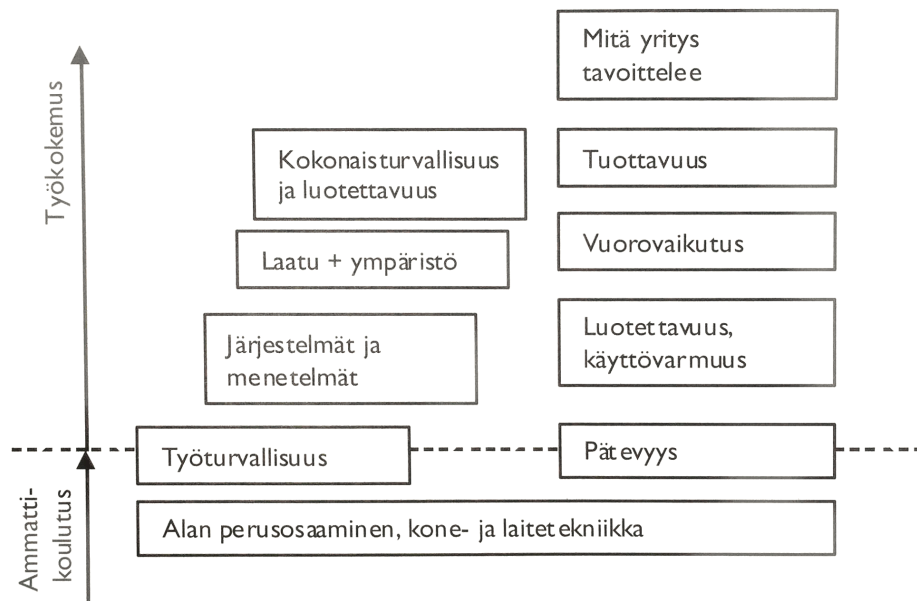 Mitä yritys
tavoittelee
Työkokemus
Kokonaisturvallisuus
ja luotettavuus
Tuottavuus
Laatu + ympäristö
Vuorovaikutus
Järjestelmät ja
menetelmät
Luotettavuus,
käyttövarmuus
Työturvallisuus
Pätevyys
Ammatti-
koulutus
Alan perusosaaminen, kone- ja laitetekniikka